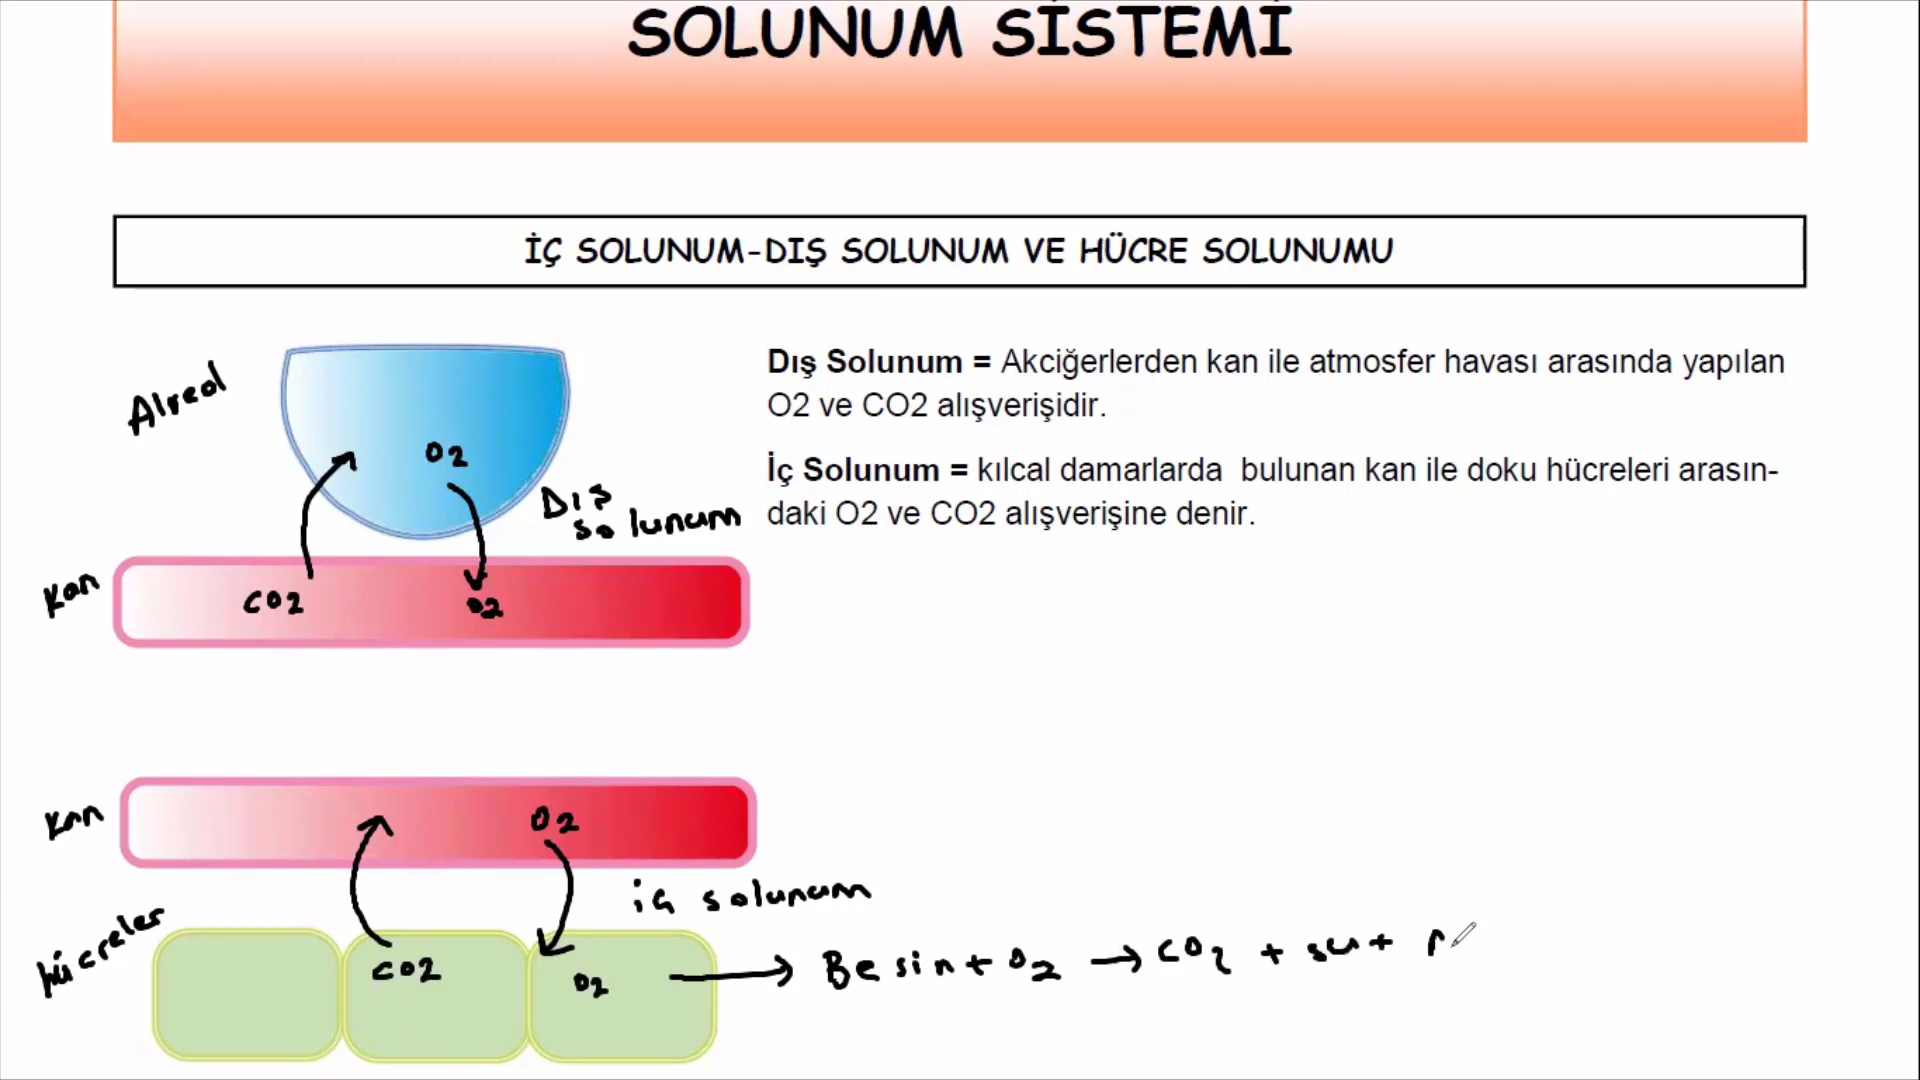 SOLUNUM SİSTEMİ
İÇ SOLUNUM-DIŞ SOLUNUM VE HÜCRE SOLUNUMU
Alveol
O2
Dış
solunum
Kan
CO2
O2
Dış Solunum = Akciğerlerden kan ile atmosfer havası arasında yapılan
O2 ve CO2 alışverişidir.
İç Solunum = kılcal damarlarda bulunan kan ile doku hücreleri arasın-
daki O2 ve CO2 alışverişine denir.
Kan
O2
iç solunum
hücreler
CO2
O2
Besin + O2 → CO2 + su +